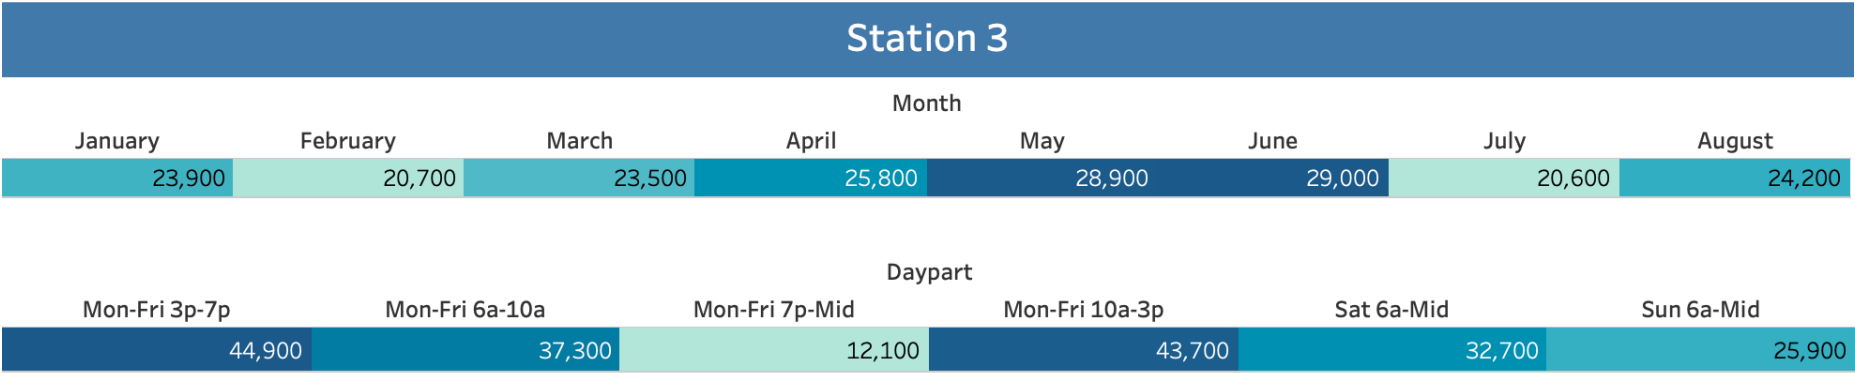 Station 3
Month
January February March April May June July August
23,900 20,700 23,500 25,800 28,900 29,000 20,600 24,200
Daypart
Mon-Fri 3p-7p Mon-Fri 6a-10a Mon-Fri 7p-Mid Mon-Fri 10a-3p Sat 6a-Mid Sun 6a-Mid
44,900 37,300 12,100 43,700 32,700 25,900